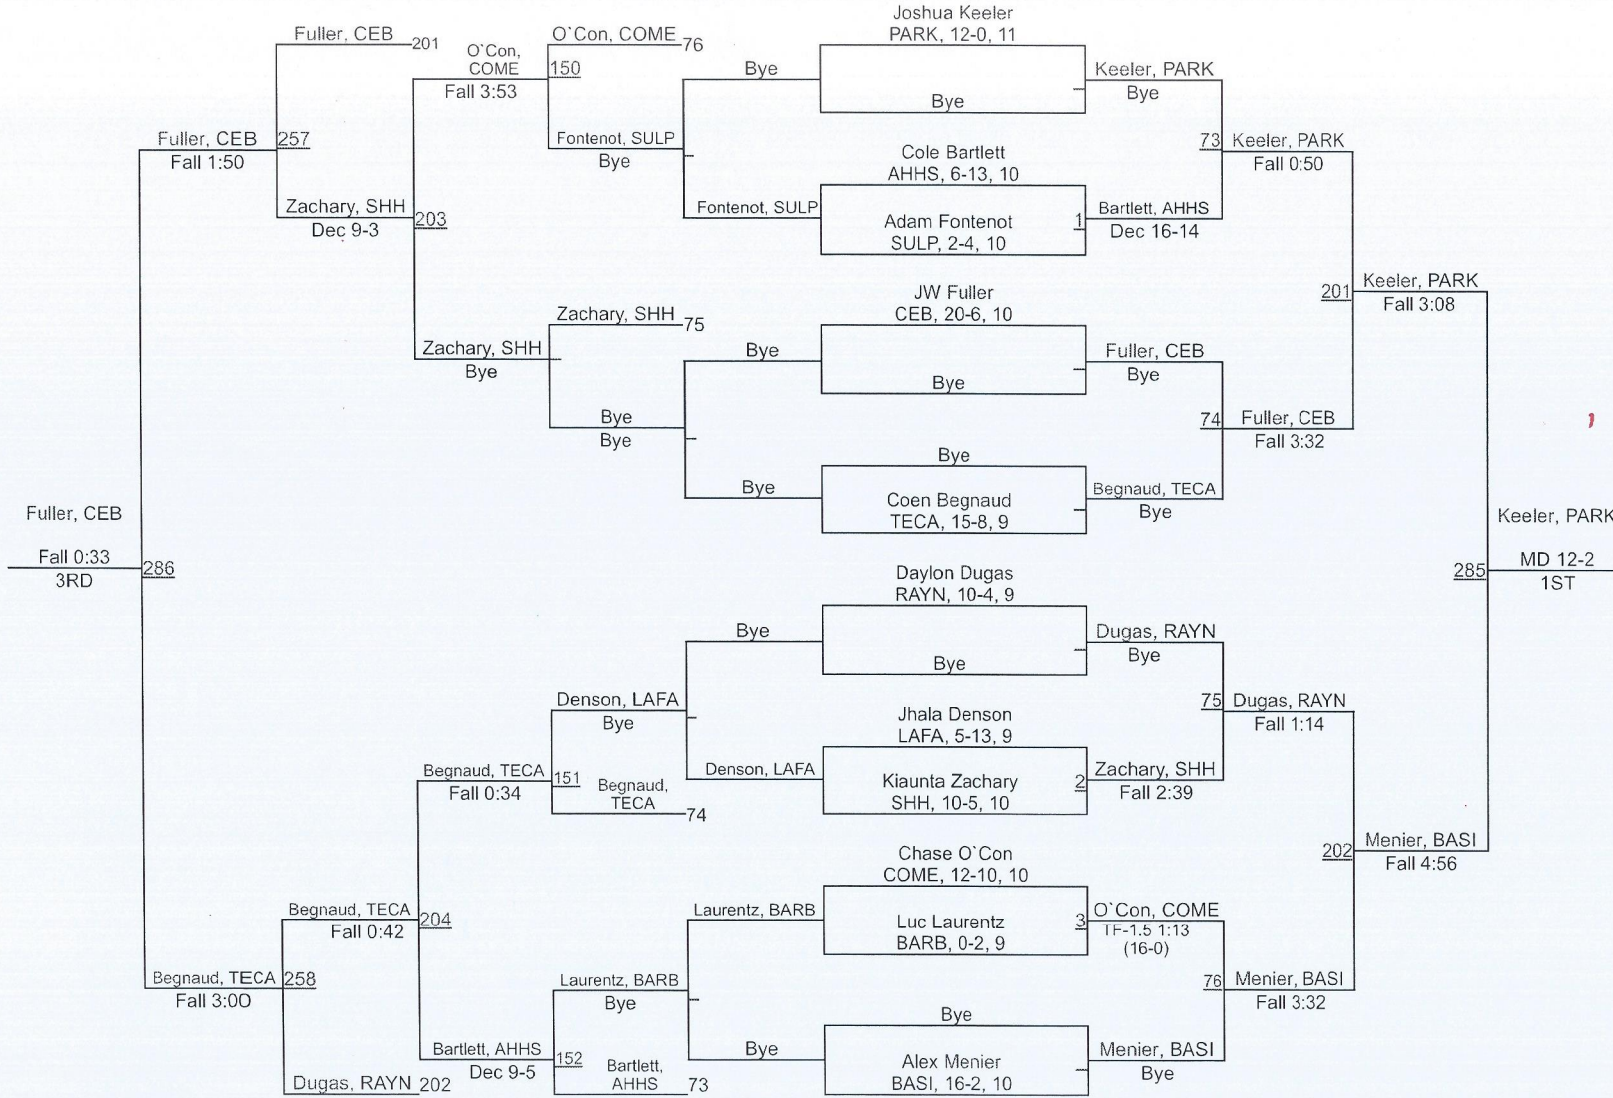 Joshua Keeler
PARK, 12-0, 11
Bye
Cole Bartlett
AHHS, 6-13, 10
Adam Fontenot
SULP, 2-4, 10
1
JW Fuller
CEB, 20-6, 10
Bye
Bye
Coen Begnaud
TECA, 15-8, 9
Daylon Dugas
RAYN, 10-4, 9
Bye
Jhala Denson
LAFA, 5-13, 9
Kiaunta Zachary
SHH, 10-5, 10
2
Chase O`Con
COME, 12-10, 10
Luc Laurentz
BARB, 0-2, 9
3
Bye
Alex Menier
BASI, 16-2, 10
Keeler, PARK
Bye
Bartlett, AHHS
Dec 16-14
Fuller, CEB
Bye
Begnaud, TECA
Bye
Dugas, RAYN
Bye
Zachary, SHH
Fall 2:39
O`Con, COME
TF-1.5 1:13
(16-0)
Menier, BASI
Bye
73
Keeler, PARK
Fall 0:50
74
Fuller, CEB
Fall 3:32
75
Dugas, RAYN
Fall 1:14
76
Menier, BASI
Fall 3:32
201
Keeler, PARK
Fall 3:08
202
Menier, BASI
Fall 4:56
Keeler, PARK
285
MD 12-2
1ST
Bye
Fontenot, SULP
Bye
Bye
Bye
Denson, LAFA
Laurentz, BARB
Bye
O`Con, COME
76
Fontenot, SULP
Bye
Zachary, SHH
75
Bye
Bye
Denson, LAFA
Bye
Begnaud,
TECA
74
Laurentz, BARB
Bye
Bartlett,
AHHS
73
O`Con,
COME
150
Fall 3:53
Zachary, SHH
Bye
Begnaud, TECA
151
Fall 0:34
Bartlett, AHHS
152
Dec 9-5
Fuller, CEB
201
Zachary, SHH
203
Dec 9-3
Begnaud, TECA
204
Fall 0:42
Dugas, RAYN
202
Fuller, CEB
257
Fall 1:50
Begnaud, TECA
258
Fall 3:00
Fuller, CEB
Fall 0:33
286
3RD